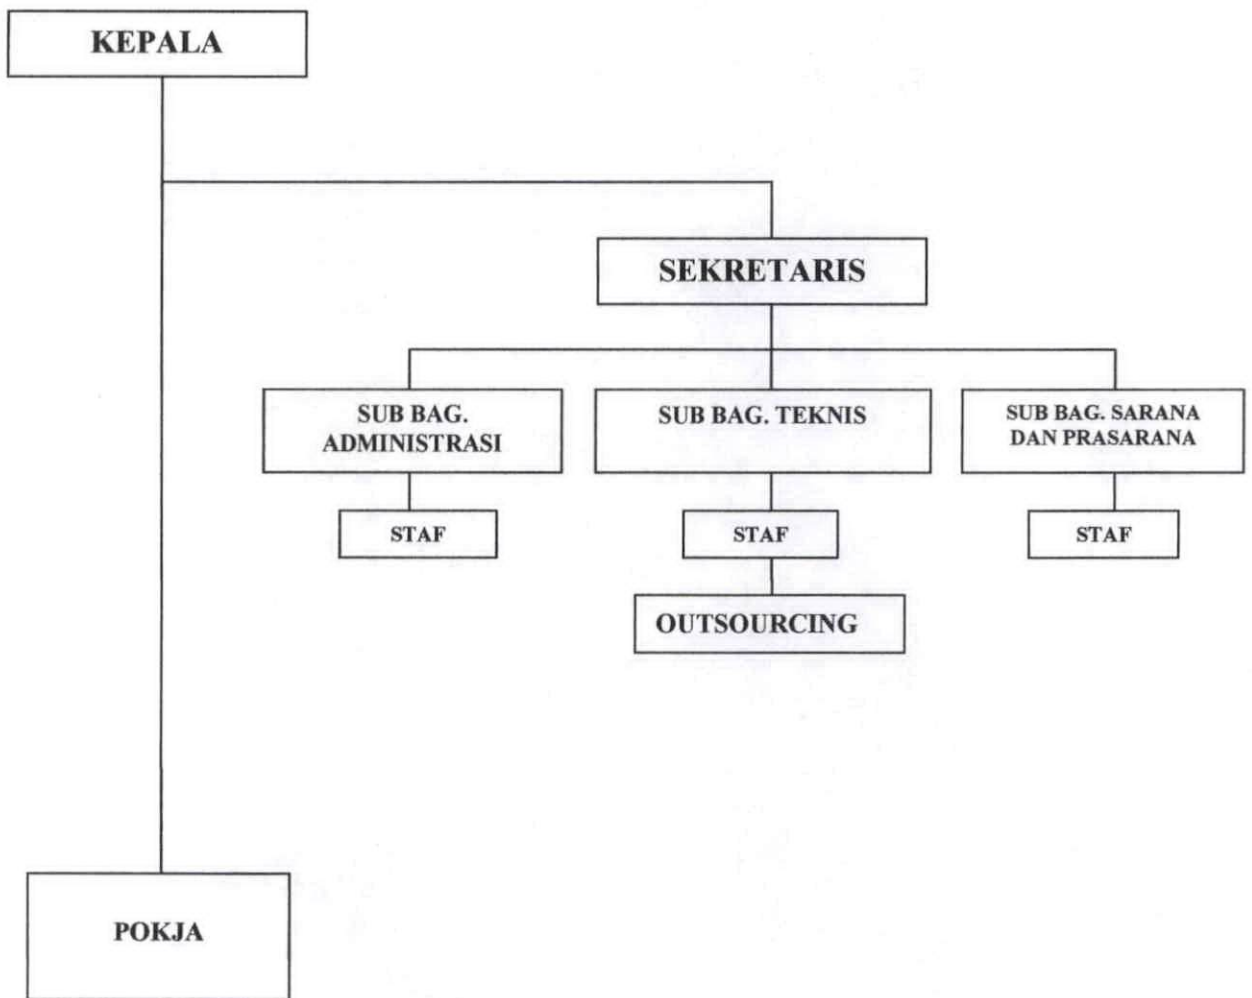 KEPALA
SEKRETARIS
SUB BAG.
ADMINISTRASI
SUB BAG. TEKNIS
SUB BAG. SARANA
DAN PRASARANA
STAF
STAF
STAF
OUTSOURCING
POKJA